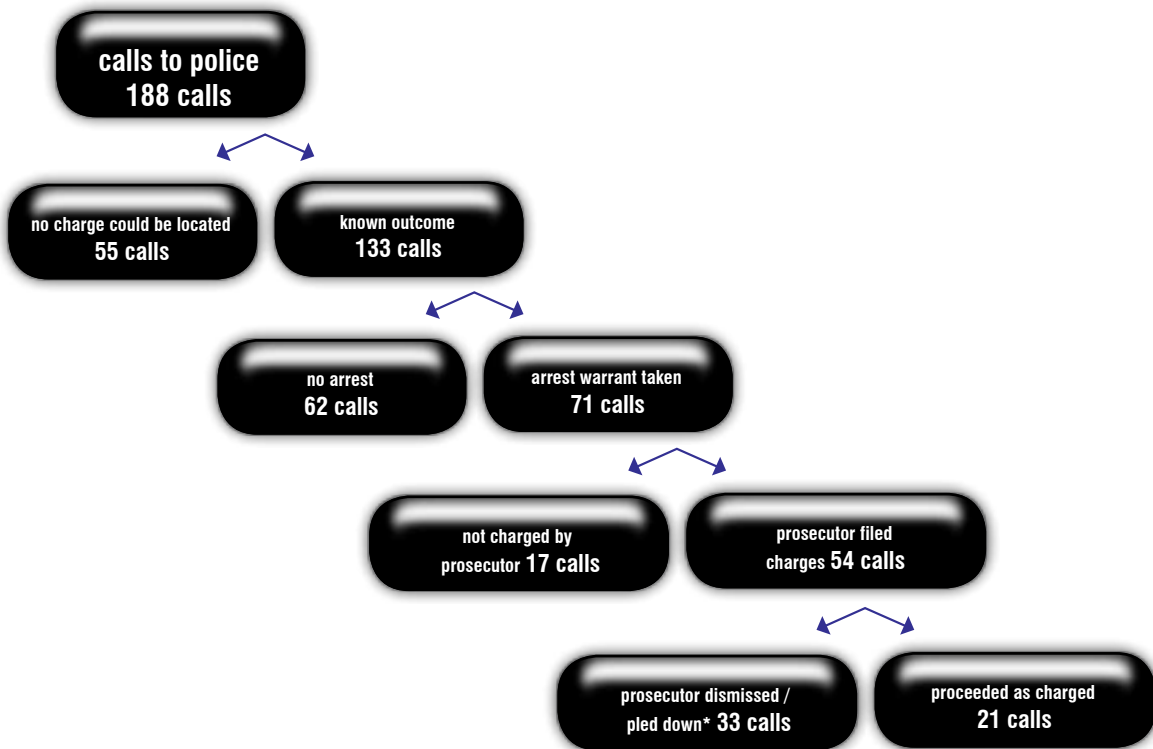 calls to police
188 calls
no charge could be located
55 calls
known outcome
133 calls
no arrest
62 calls
arrest warrant taken
71 calls
not charged by
prosecutor 17 calls
prosecutor filed
charges 54 calls
prosecutor dismissed /
pled down* 33 calls
proceeded as charged
21 calls